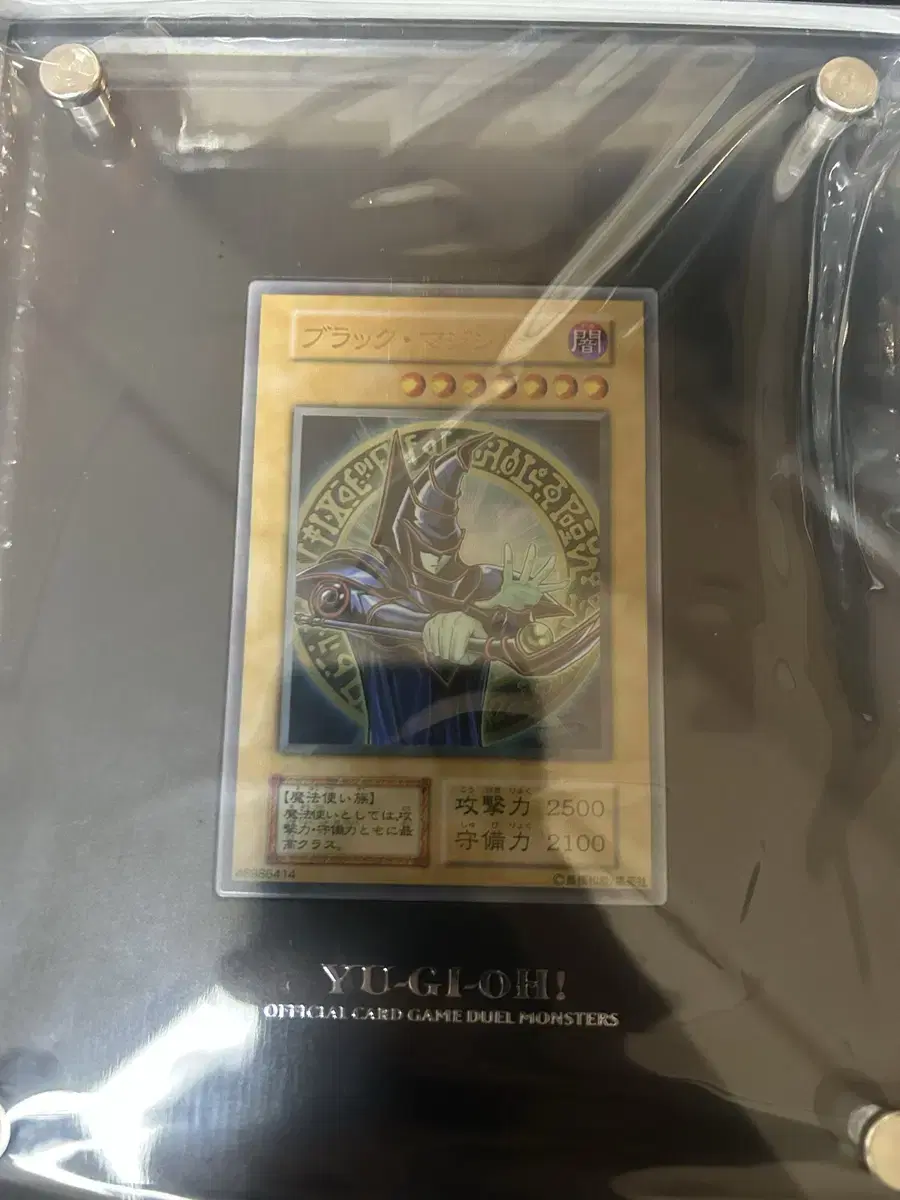 ブラック・マジシャン
闇
【魔法使い族】
魔法使いとしては、攻
撃力・守備力ともに最
高クラス。
攻撃力 2500
守備力 2100
46986414
©高橋和希/集英社
YU-GI-OH!
OFFICIAL CARD GAME DUEL MONSTERS